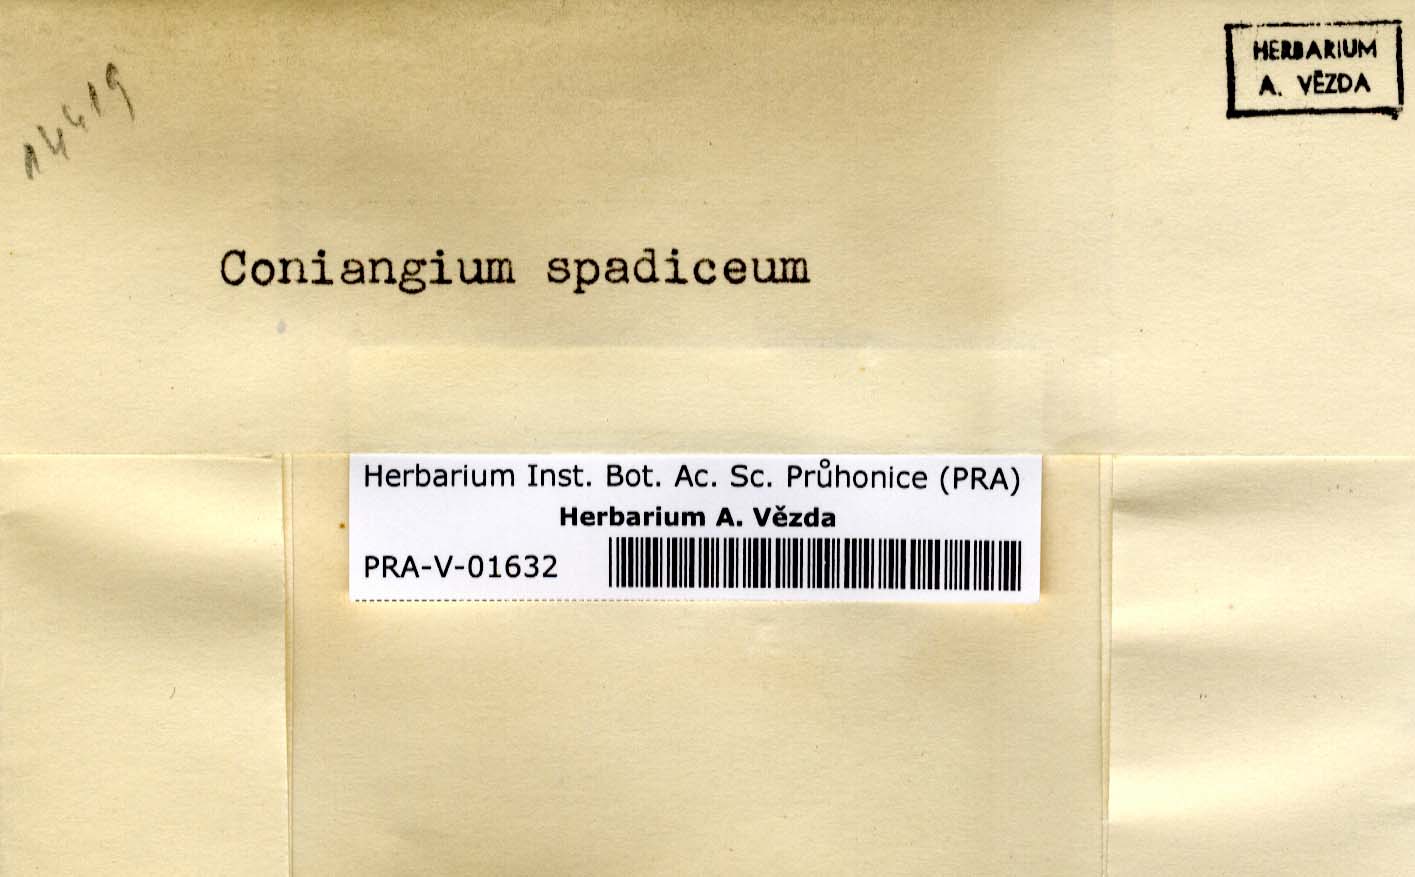 14419
HERBARIUM
A. VĚZDA
Coniangium spadiceum
Herbarium Inst. Bot. Ac. Sc. Průhonice (PRA)
Herbarium A. Vězda
PRA-V-01632